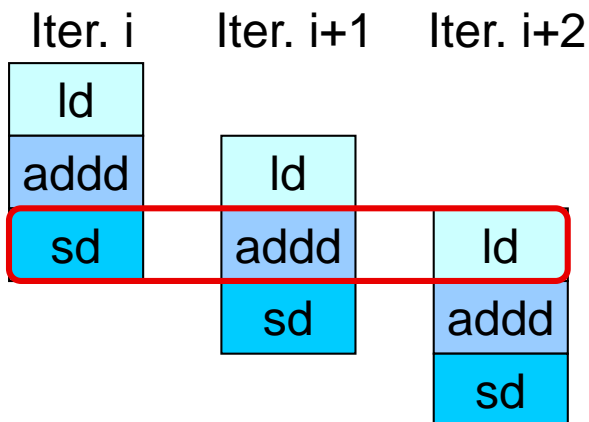 Iter. i Iter. i+1 Iter. i+2
ld
addd ld
sd addd ld
sd addd
sd